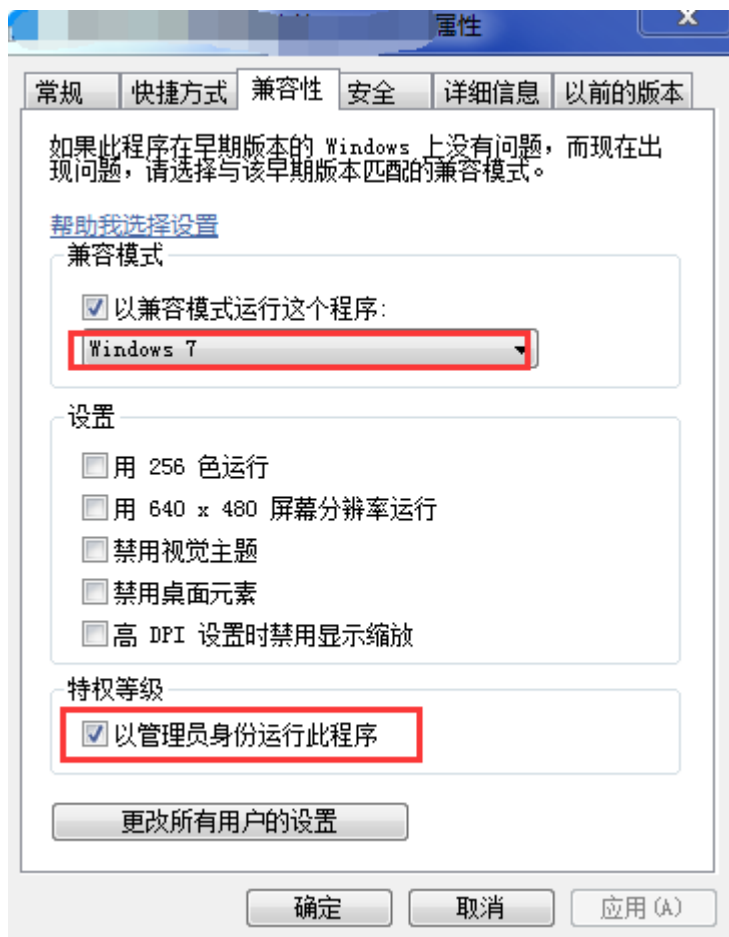 属性
常规 快捷方式 兼容性 安全 详细信息 以前的版本
如果此程序在早期版本的 Windows 上没有问题，而现在出
现问题，请选择与该早期版本匹配的兼容模式。
帮助我选择设置
兼容模式
以兼容模式运行这个程序:
Windows 7
设置
用 256 色运行
用 640 x 480 屏幕分辨率运行
禁用视觉主题
禁用桌面元素
高 DPI 设置时禁用显示缩放
特权等级
以管理员身份运行此程序
更改所有用户的设置
确定 取消 应用(A)